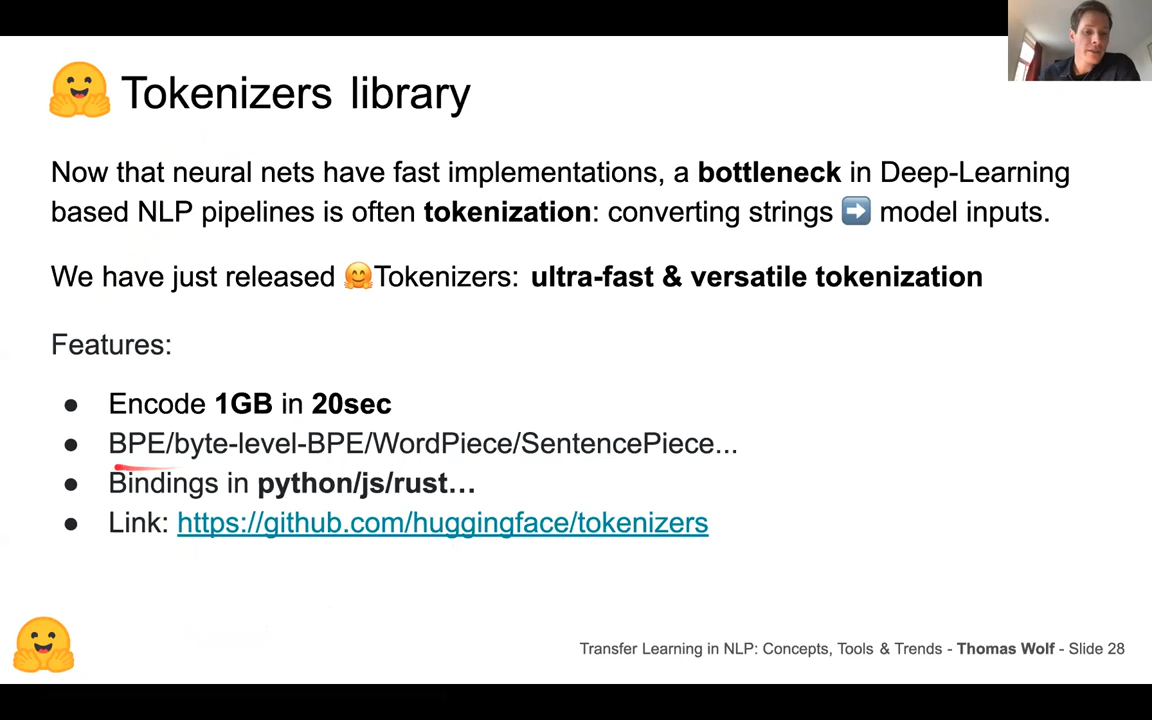 Tokenizers library
Now that neural nets have fast implementations, a bottleneck in Deep-Learning
based NLP pipelines is often tokenization: converting strings ➡️ model inputs.
We have just released 🤗Tokenizers: ultra-fast & versatile tokenization
Features:
● Encode 1GB in 20sec
● BPE/byte-level-BPE/WordPiece/SentencePiece...
● Bindings in python/js/rust…
● Link: https://github.com/huggingface/tokenizers
Transfer Learning in NLP: Concepts, Tools & Trends - Thomas Wolf - Slide 28